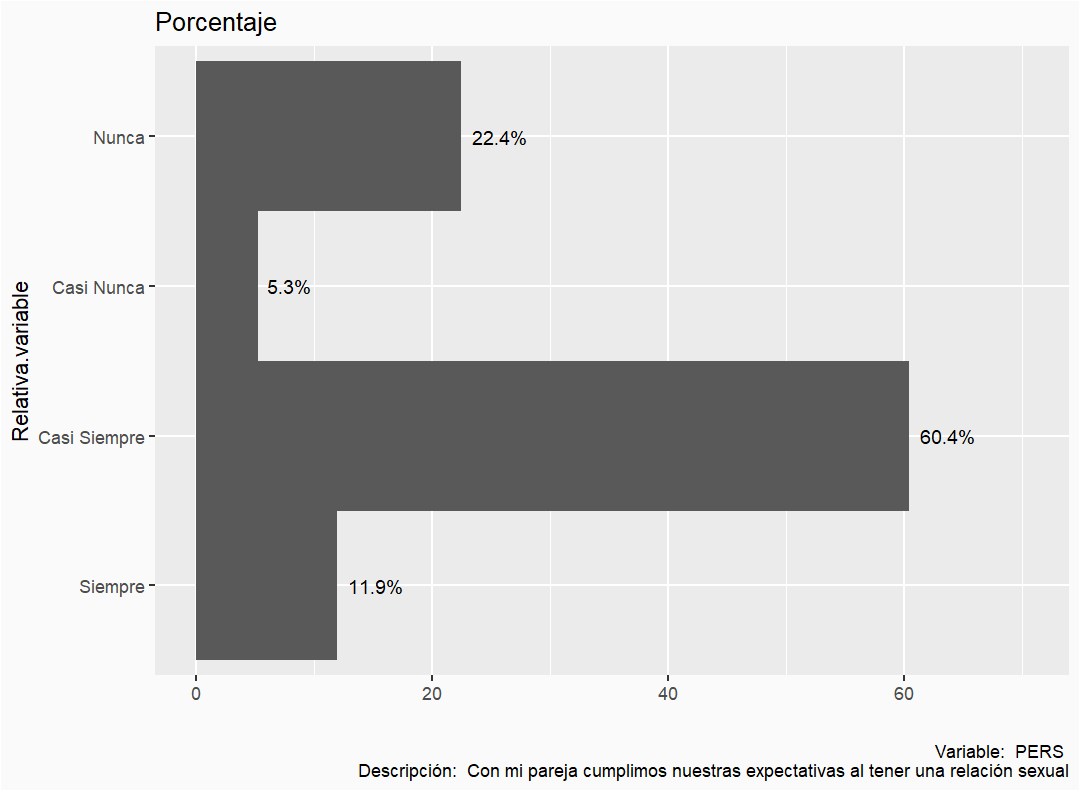 Porcentaje
Relativa.variable
Nunca
22.4%
Casi Nunca
5.3%
Casi Siempre
60.4%
Siempre
11.9%
0 20 40 60
Variable: PERS
Descripción: Con mi pareja cumplimos nuestras expectativas al tener una relación sexual